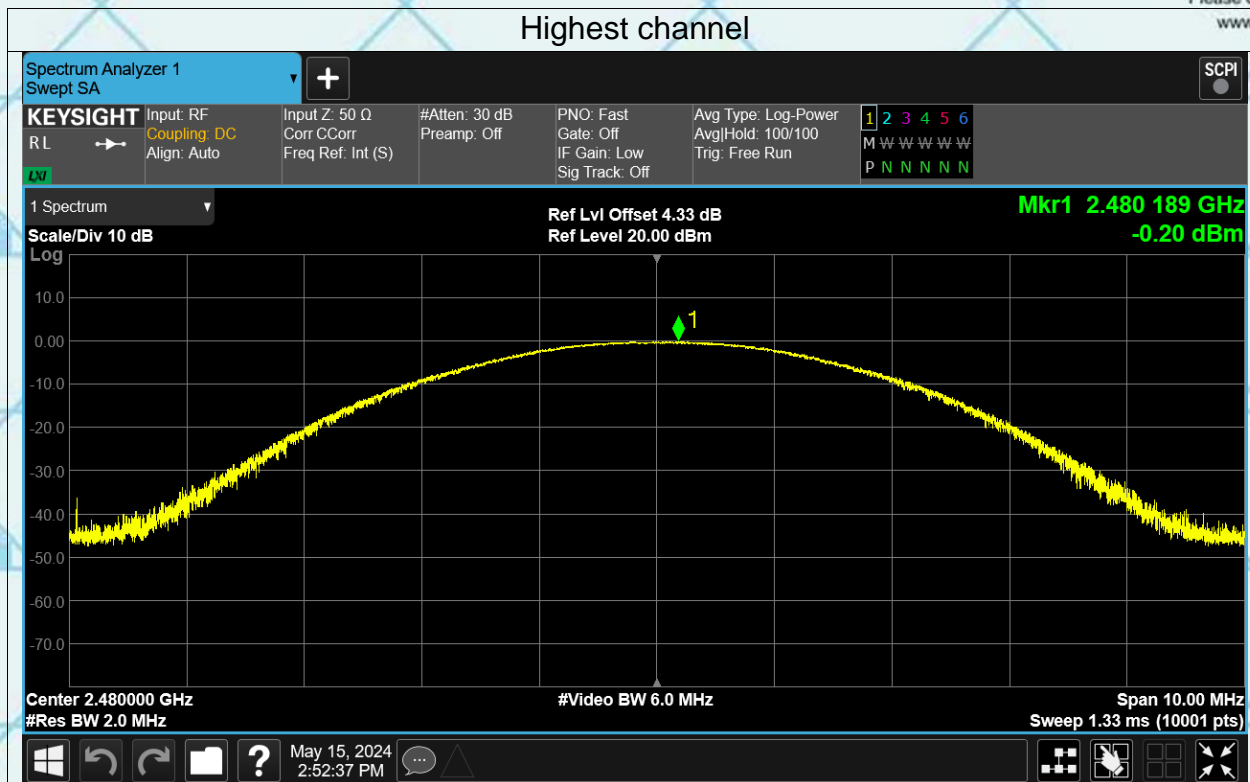 Highest channel
www
Spectrum Analyzer 1
Swept SA
SCPI
KEYSIGHT
R L
LXI
Input: RF
Coupling: DC
Align: Auto
Input Z: 50 Ω
Corr CCorr
Freq Ref: Int (S)
#Atten: 30 dB
Preamp: Off
PNO: Fast
Gate: Off
IF Gain: Low
Sig Track: Off
Avg Type: Log-Power
Avg|Hold: 100/100
Trig: Free Run
1 2 3 4 5 6
M W W W W W
P N N N N N
1 Spectrum
Scale/Div 10 dB
Ref Lvl Offset 4.33 dB
Ref Level 20.00 dBm
Mkr1 2.480 189 GHz
-0.20 dBm
Log
10.0
1
0.00
-10.0
-20.0
-30.0
-40.0
-50.0
-60.0
-70.0
Center 2.480000 GHz
#Video BW 6.0 MHz
Span 10.00 MHz
#Res BW 2.0 MHz
Sweep 1.33 ms (10001 pts)
?
May 15, 2024
2:52:37 PM